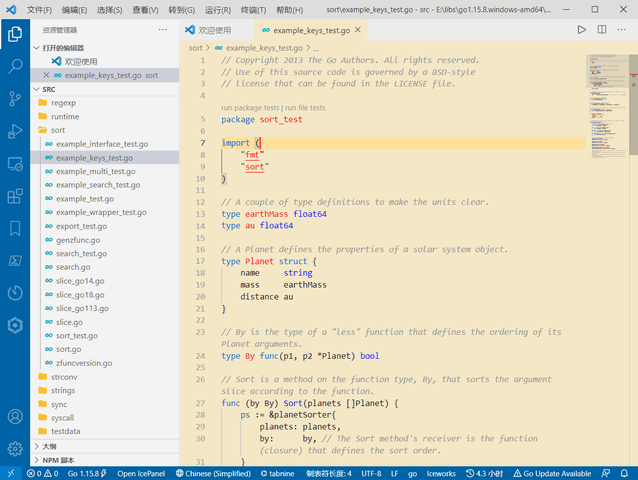 文件(F) 编辑(E) 选择(S) 查看(V) 转到(G) 运行(R) 终端(T) 帮助(H) sort\example_keys_test.go - src - E:\libs\go1.15.8.windows-amd64\...
资源管理器
打开的编辑器
欢迎使用
example_keys_test.go sort
SRC
regexp
runtime
sort
example_interface_test.go
example_keys_test.go
example_multi_test.go
example_search_test.go
example_test.go
example_wrapper_test.go
export_test.go
genzfunc.go
search_test.go
search.go
slice_go14.go
slice_go18.go
slice_go113.go
slice.go
sort_test.go
sort.go
zfuncversion.go
strconv
strings
sync
syscall
testdata
大纲
NPM 脚本
欢迎使用
example_keys_test.go
sort > example_keys_test.go > ...
1 // Copyright 2013 The Go Authors. All rights reserved.
2 // Use of this source code is governed by a BSD-style
3 // license that can be found in the LICENSE file.
4
run package tests | run file tests
5 package sort_test
6
7 import (
8 "fmt"
9 "sort"
10 )
11
12 // A couple of type definitions to make the units clear.
13 type earthMass float64
14 type au float64
15
16 // A Planet defines the properties of a solar system object.
17 type Planet struct {
18 name string
19 mass earthMass
20 distance au
21 }
22
23 // By is the type of a "less" function that defines the ordering of its
Planet arguments.
24 type By func(p1, p2 *Planet) bool
25
26 // Sort is a method on the function type, By, that sorts the argument
slice according to the function.
27 func (by By) Sort(planets []Planet) {
28 ps := &planetSorter{
29 planets: planets,
30 by: by, // The Sort method's receiver is the function
(closure) that defines the sort order.
31 }
0 0 Go 1.15.8 Open IcePanel Chinese (Simplified) tabnine 制表符长度: 4 UTF-8 LF go Iceworks 4.3 小时 Go Update Available